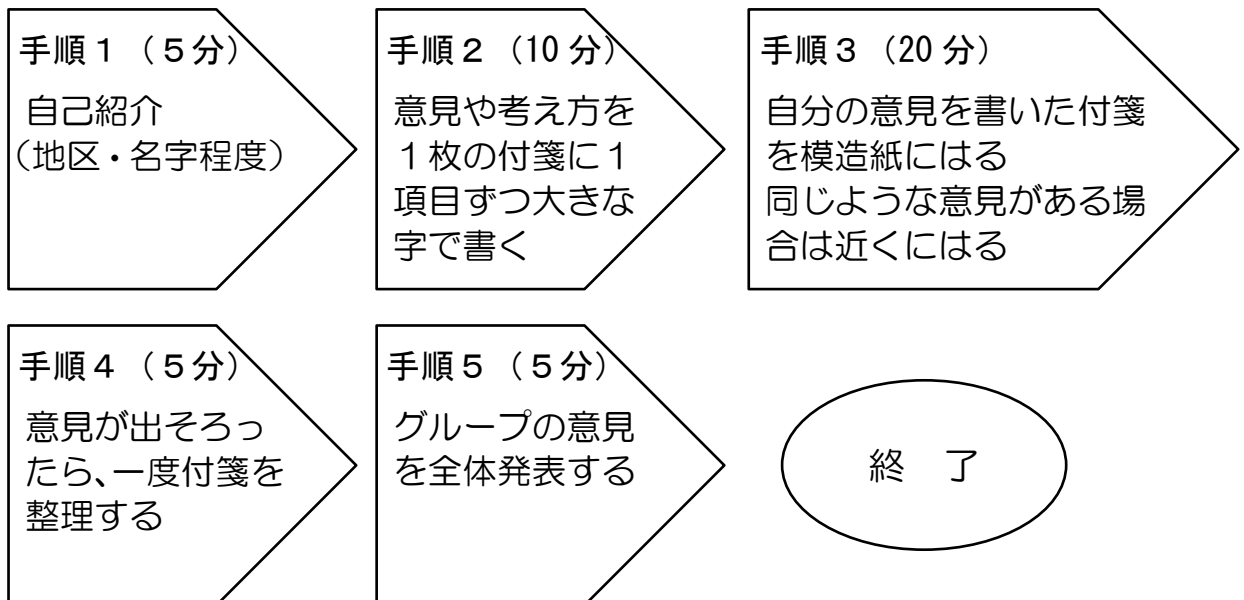 手順１（５分）
自己紹介
（地区・名字程度）
手順２（10 分）
意見や考え方を
１枚の付箋に１
項目ずつ大きな
字で書く
手順３（20 分）
自分の意見を書いた付箋
を模造紙にはる
同じような意見がある場
合は近くにはる
手順４（５分）
意見が出そろっ
たら、一度付箋を
整理する
手順５（５分）
グループの意見
を全体発表する
終　了